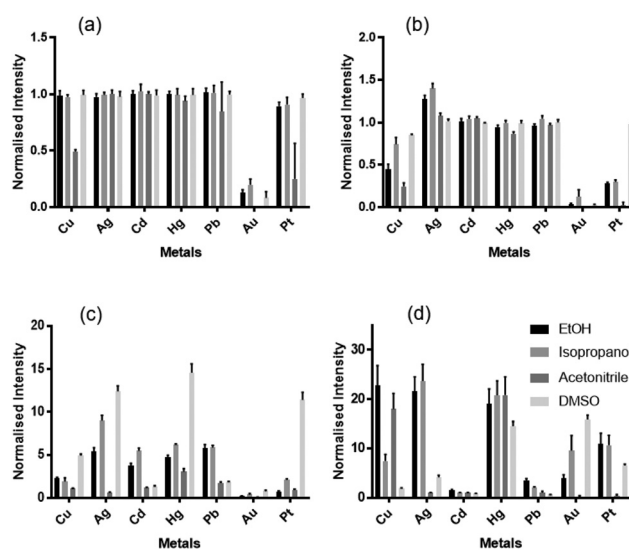 (a)
Normalised Intensity
1.5
1.0
0.5
0.0
Cu Ag Cd Hg Pb Au Pt
Metals
(b)
Normalised Intensity
2.0
1.5
1.0
0.5
0.0
Cu Ag Cd Hg Pb Au Pt
Metals
(c)
Normalised Intensity
20
15
10
5
0
Cu Ag Cd Hg Pb Au Pt
Metals
(d)
Normalised Intensity
30
20
10
0
Cu Ag Cd Hg Pb Au Pt
Metals
EtOH
Isopropano
Acetonitrile
DMSO